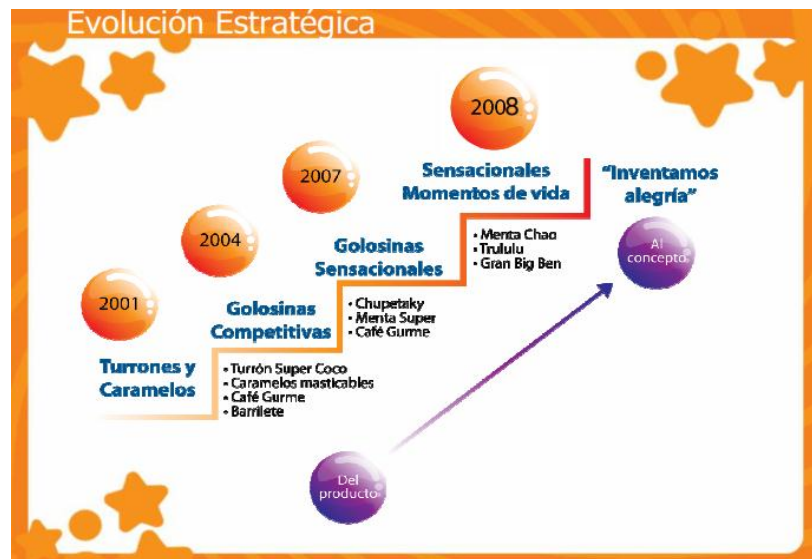 Evolución Estratégica
2008
Sensacionales
Momentos de vida
"Inventamos
alegría"
2007
• Menta Chao
• Trululu
• Gran Big Ben
Al
concepto
2004
Golosinas
Sensacionales
2001
• Chupetaky
• Menta Super
• Café Gurme
Golosinas
Competitivas
Turrones y
Caramelos
• Turrón Super Coco
• Caramelos masticables
• Café Gurme
• Barrilete
Del
producto